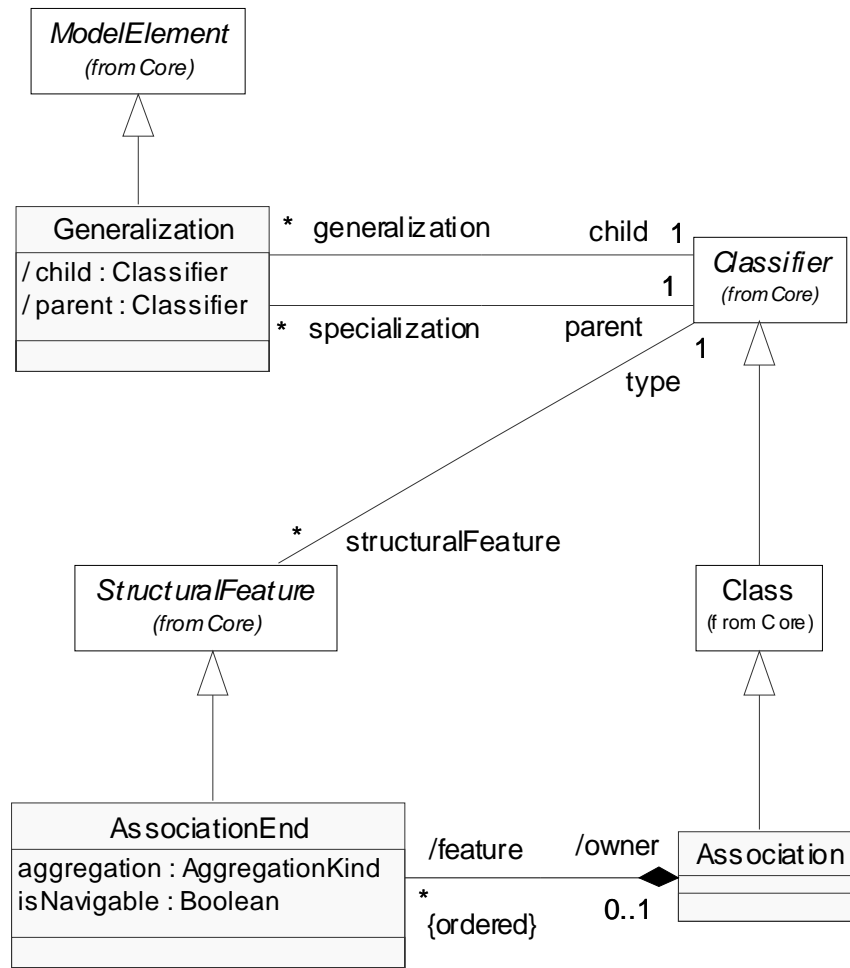 ModelElement
(from Core)
Generalization
/ child : Classifier
/ parent : Classifier
* generalization
child 1
* specialization
1
parent
Classifier
(from Core)
1
type
*
structuralFeature
StructuralFeature
(from Core)
Class
(from Core)
AssociationEnd
aggregation : AggregationKind
isNavigable : Boolean
/feature
/owner
*
{ordered}
0..1
Association